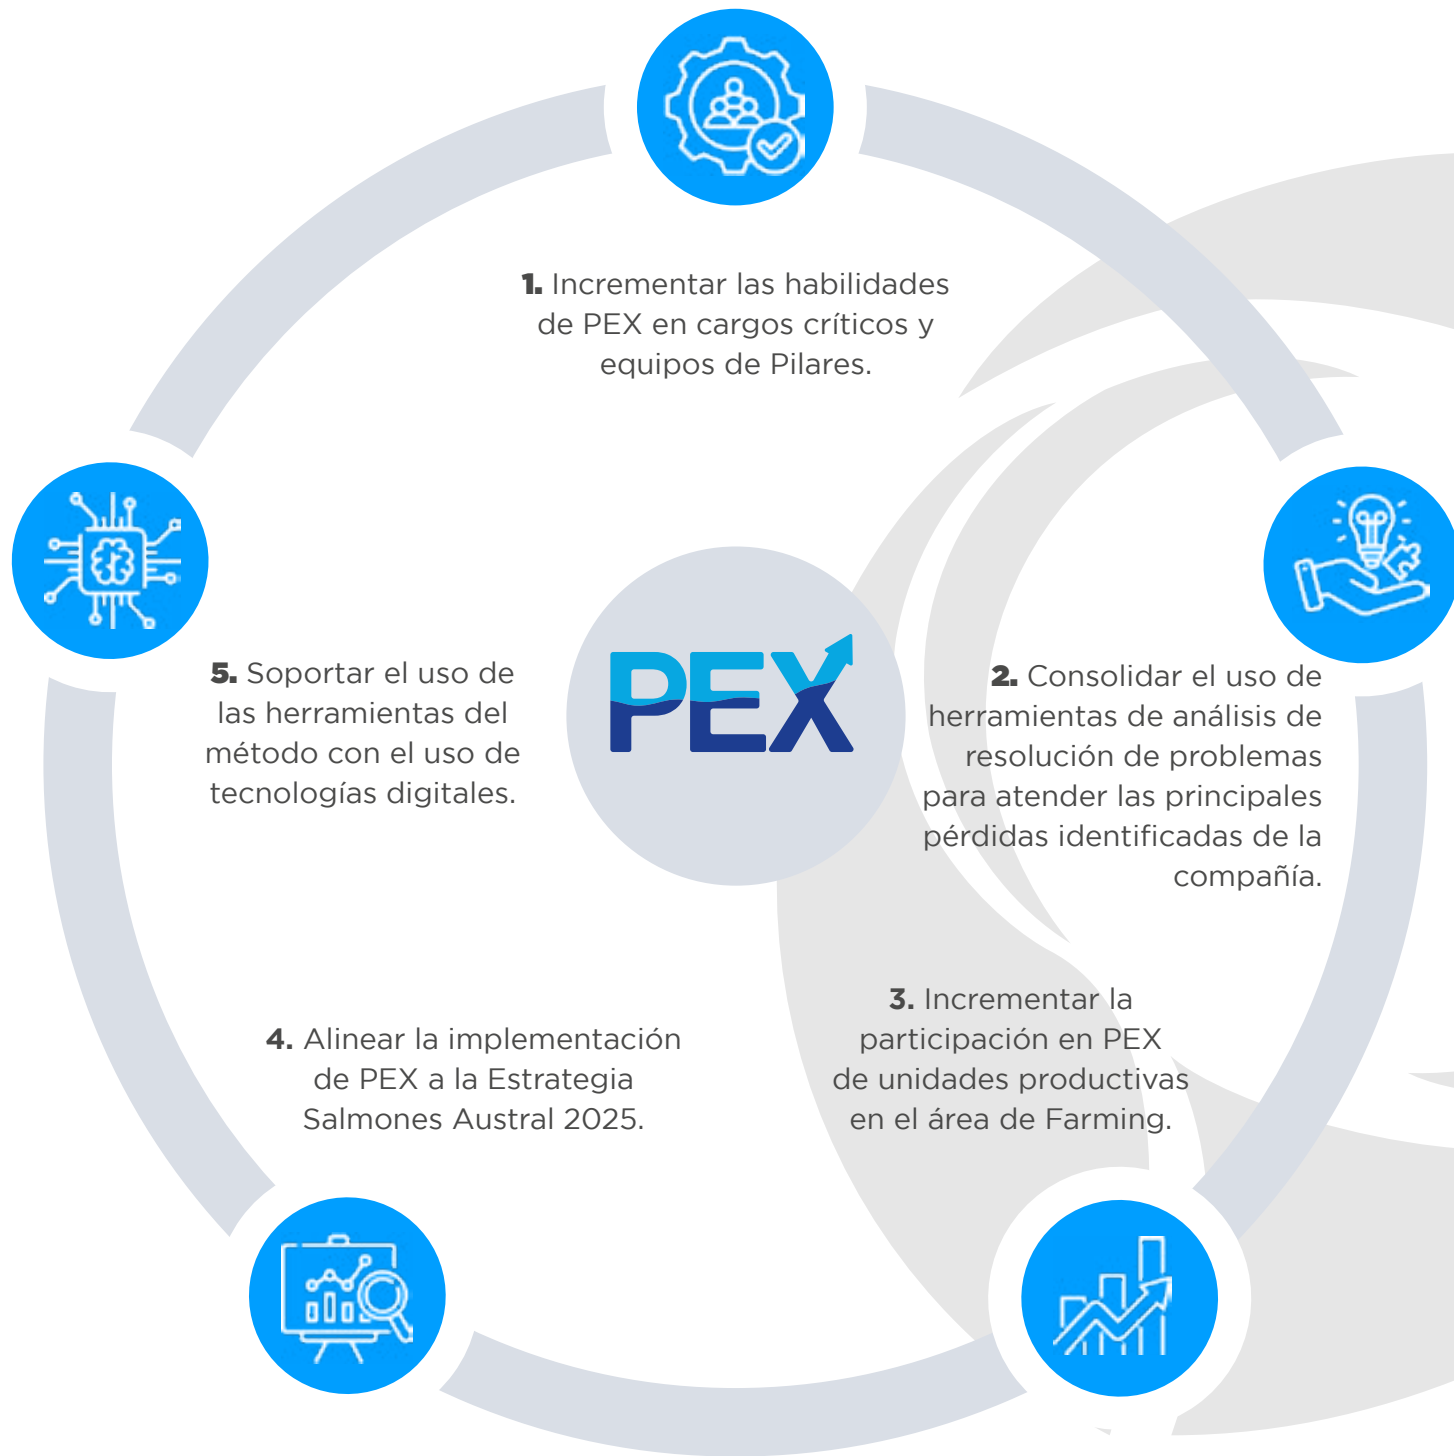 1. Incrementar las habilidades
de PEX en cargos críticos y
equipos de Pilares.
2. Consolidar el uso de
herramientas de análisis de
resolución de problemas
para atender las principales
pérdidas identificadas de la
compañía.
3. Incrementar la
participación en PEX
de unidades productivas
en el área de Farming.
4. Alinear la implementación
de PEX a la Estrategia
Salmones Austral 2025.
5. Soportar el uso de
las herramientas del
método con el uso de
tecnologías digitales.
PEX